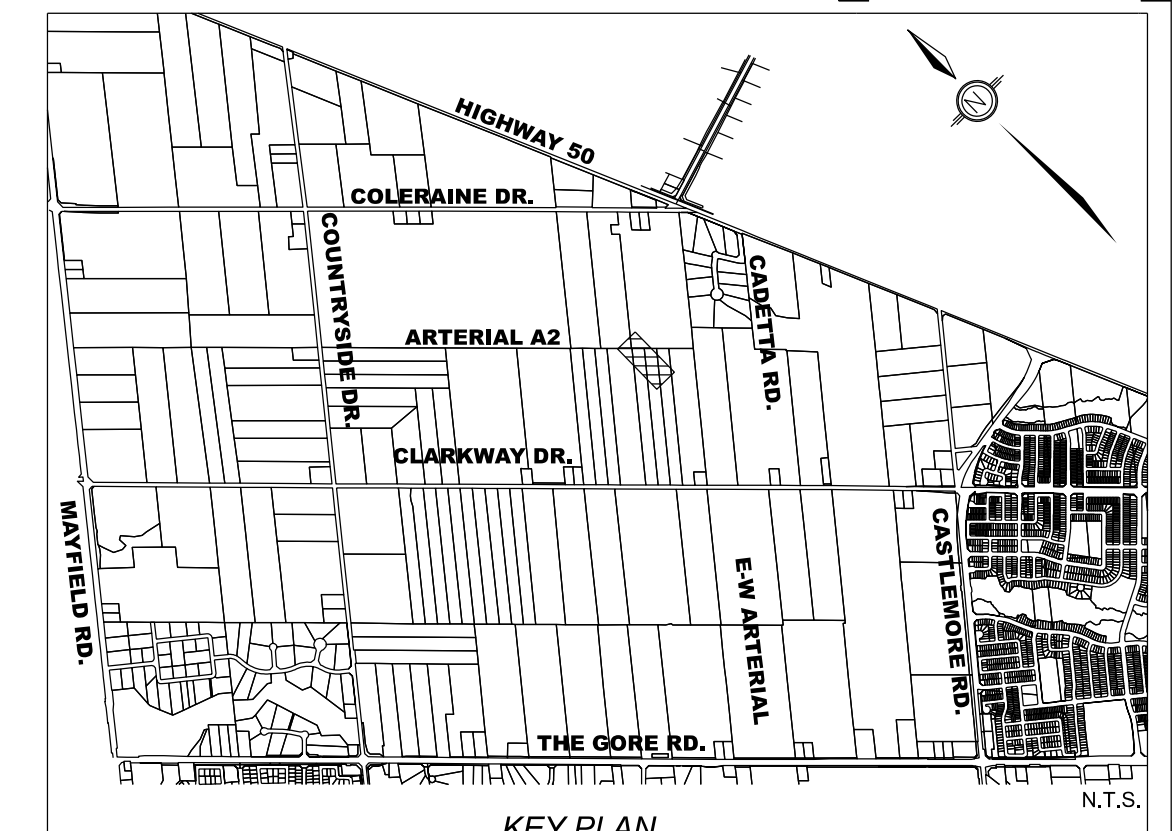 HIGHWAY 50
N
COLERAINE DR.
COUNTRYSIDE DR.
CADETTA RD.
ARTERIAL A2
CLARKWAY DR.
MAYFIELD RD.
CASTLEMORE RD.
E-W ARTERIAL
THE GORE RD.
N.T.S.
KEY PLAN